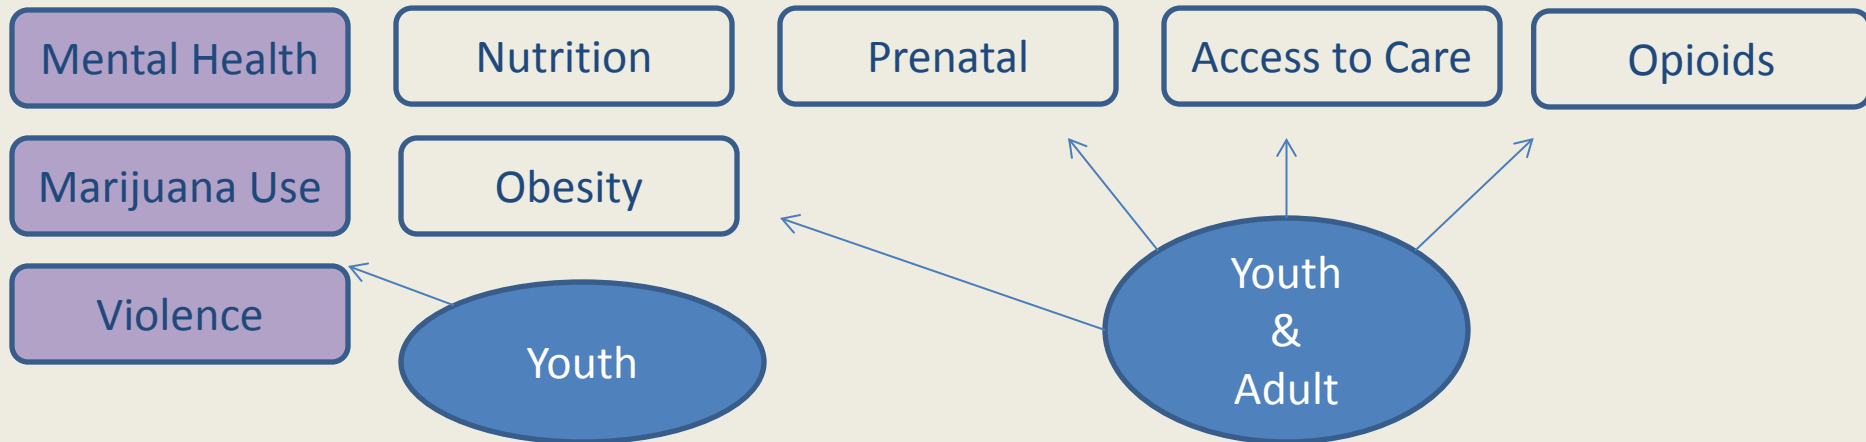 Mental Health
Nutrition
Prenatal
Access to Care
Opioids
Marijuana Use
Obesity
Violence
Youth
Youth
&
Adult